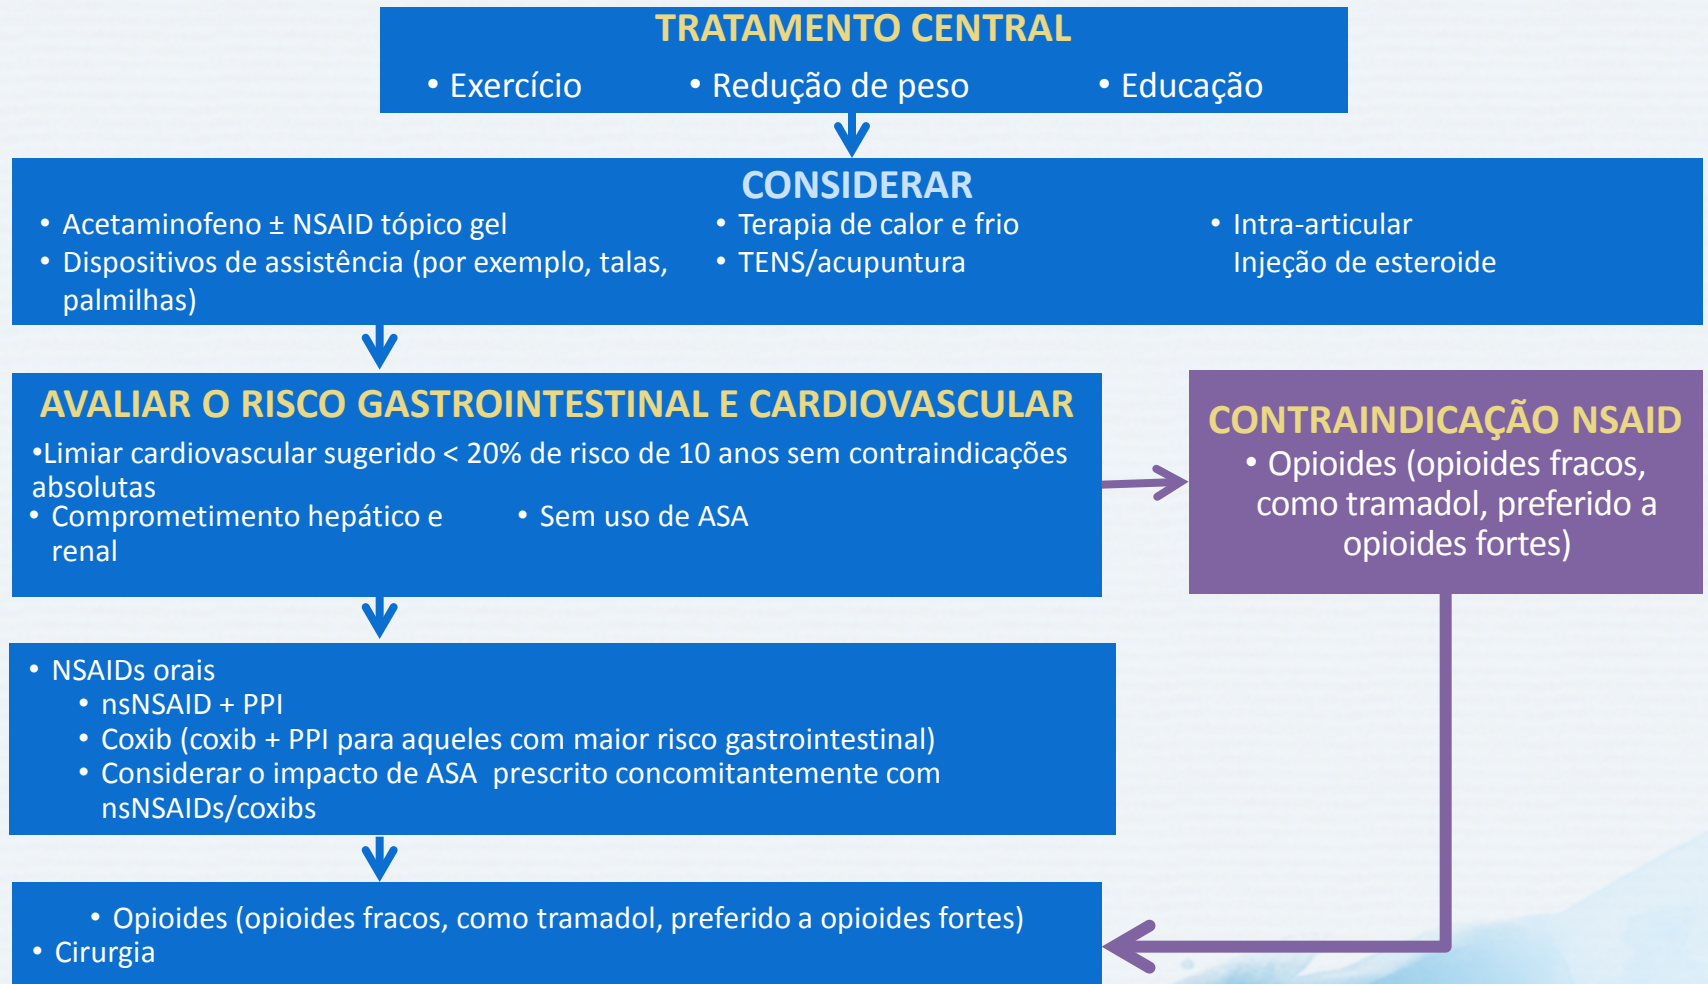 TRATAMENTO CENTRAL
• Exercício • Redução de peso • Educação
CONSIDERAR
• Acetaminofeno ± NSAID tópico gel
• Dispositivos de assistência (por exemplo, talas,
palmilhas)
• Terapia de calor e frio
• TENS/acupuntura
• Intra-articular
Injeção de esteroide
AVALIAR O RISCO GASTROINTESTINAL E CARDIOVASCULAR
•Limiar cardiovascular sugerido < 20% de risco de 10 anos sem contraindicações
absolutas
• Comprometimento hepático e
renal
• Sem uso de ASA
CONTRAINDICAÇÃO NSAID
• Opioides (opioides fracos,
como tramadol, preferido a
opioides fortes)
• NSAIDs orais
• nsNSAID + PPI
• Coxib (coxib + PPI para aqueles com maior risco gastrointestinal)
• Considerar o impacto de ASA prescrito concomitantemente com
nsNSAIDs/coxibs
• Opioides (opioides fracos, como tramadol, preferido a opioides fortes)
• Cirurgia